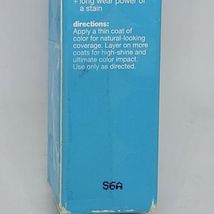 + long wear power of
a stain
directions:
Apply a thin coat of
color for natural-looking
coverage. Layer on more
coats for high-shine and
ultimate color impact.
Use only as directed.
S6A